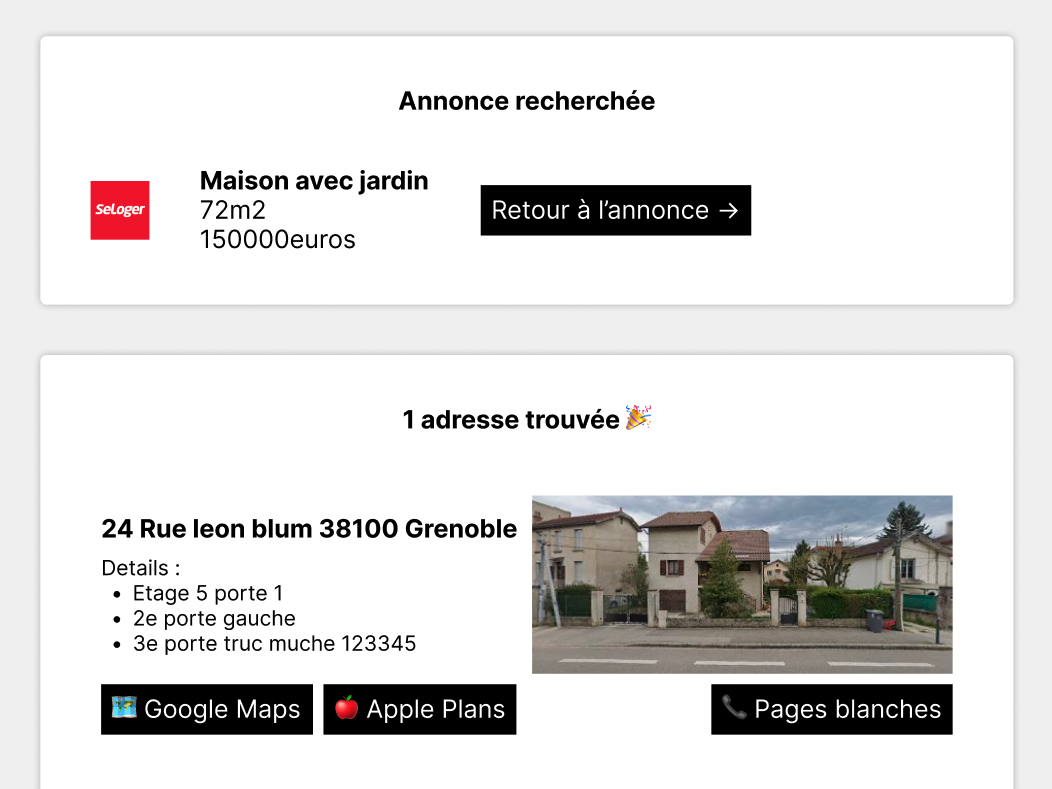 Annonce recherchée
SeLoger
Maison avec jardin
72m2
150000euros
Retour à l’annonce →
1 adresse trouvée 🎉
24 Rue leon blum 38100 Grenoble
Details :
• Etage 5 porte 1
• 2e porte gauche
• 3e porte truc muche 123345
🗺️ Google Maps
🍎 Apple Plans
📞 Pages blanches